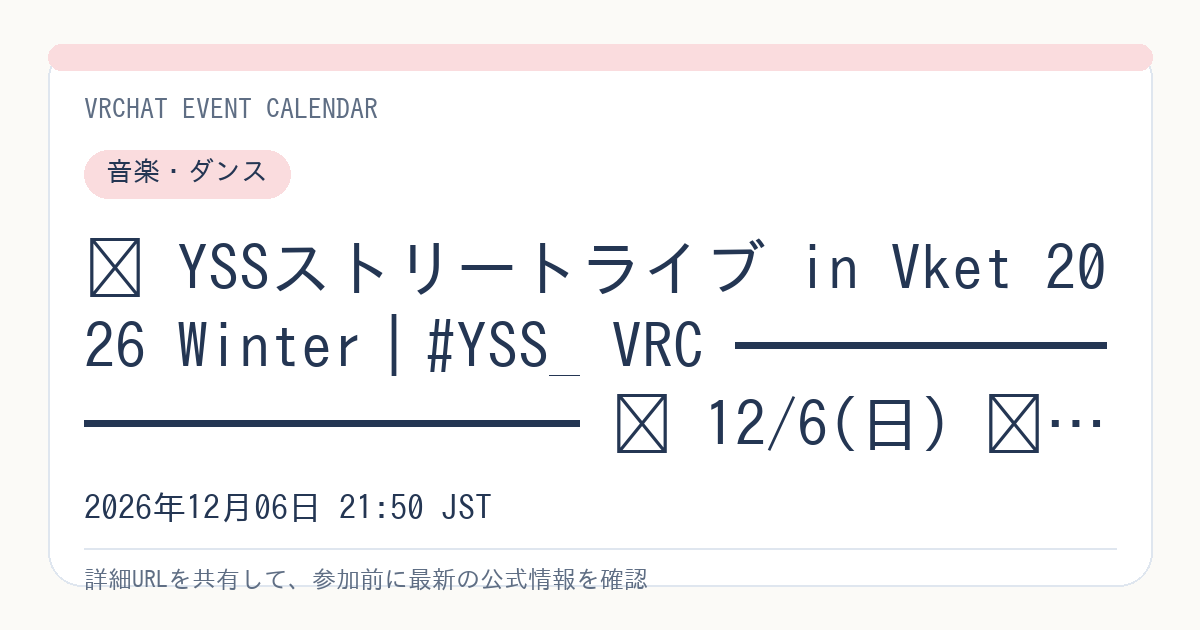 VRCHAT EVENT CALENDAR
音楽・ダンス
YSSストリートライブ in Vket 20
26 Winter｜#YSS_ VRC ━━━━━━
━━━━━━━━ 12/6(日) …
2026年12月06日 21:50 JST
詳細URLを共有して、参加前に最新の公式情報を確認